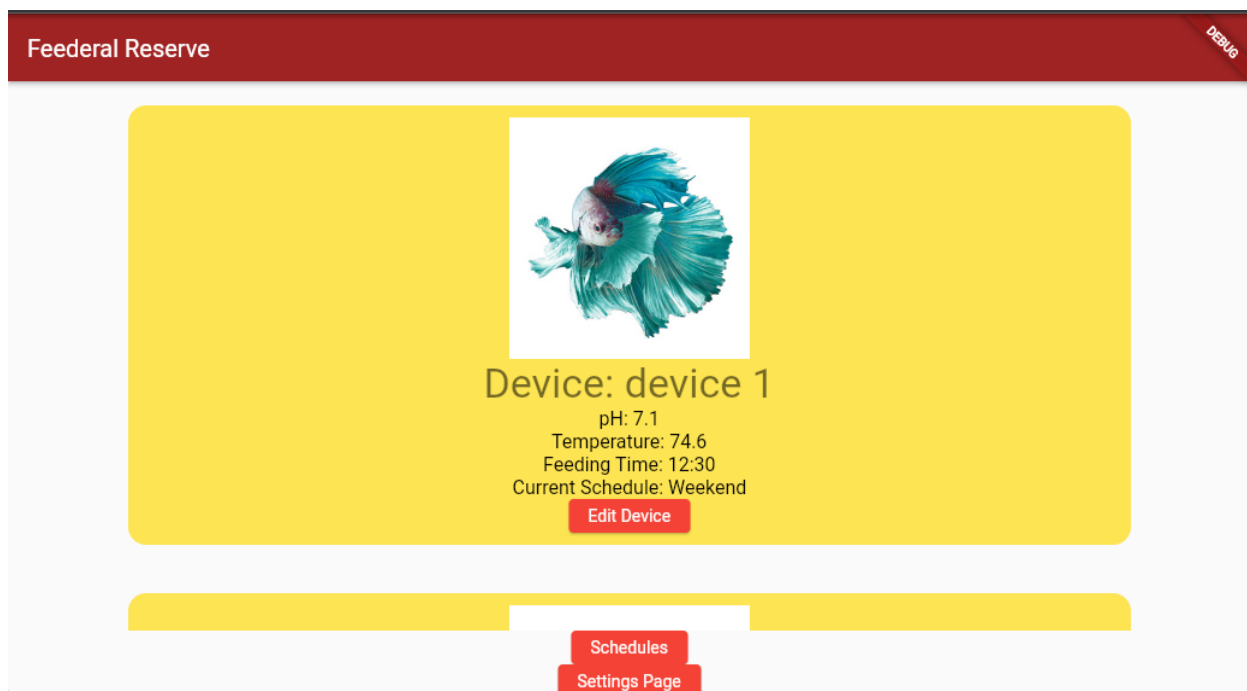 Feederal Reserve
DEBUG
Device: device 1
pH: 7.1
Temperature: 74.6
Feeding Time: 12:30
Current Schedule: Weekend
Edit Device
Schedules
Settings Page